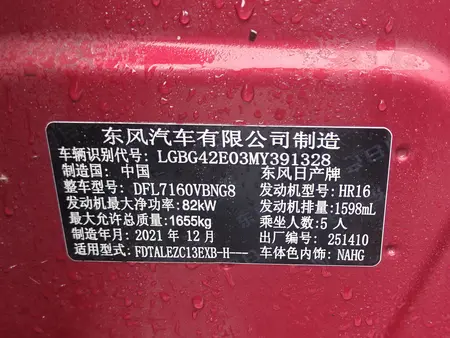 东风汽车有限公司制造
车辆识别代号: LGBG42E03MY391328
制造国: 中国 东风日产牌
整车型号: DFL7160VBNG8 发动机型号: HR16
发动机最大净功率: 82kW 发动机排量: 1598mL
最大允许总质量: 1655kg 乘坐人数: 5 人
制造年月: 2021 年 12 月 出厂编号: 251410
适用型式: FDTALEZC13EXB-H--- 车体色内饰: NAHG